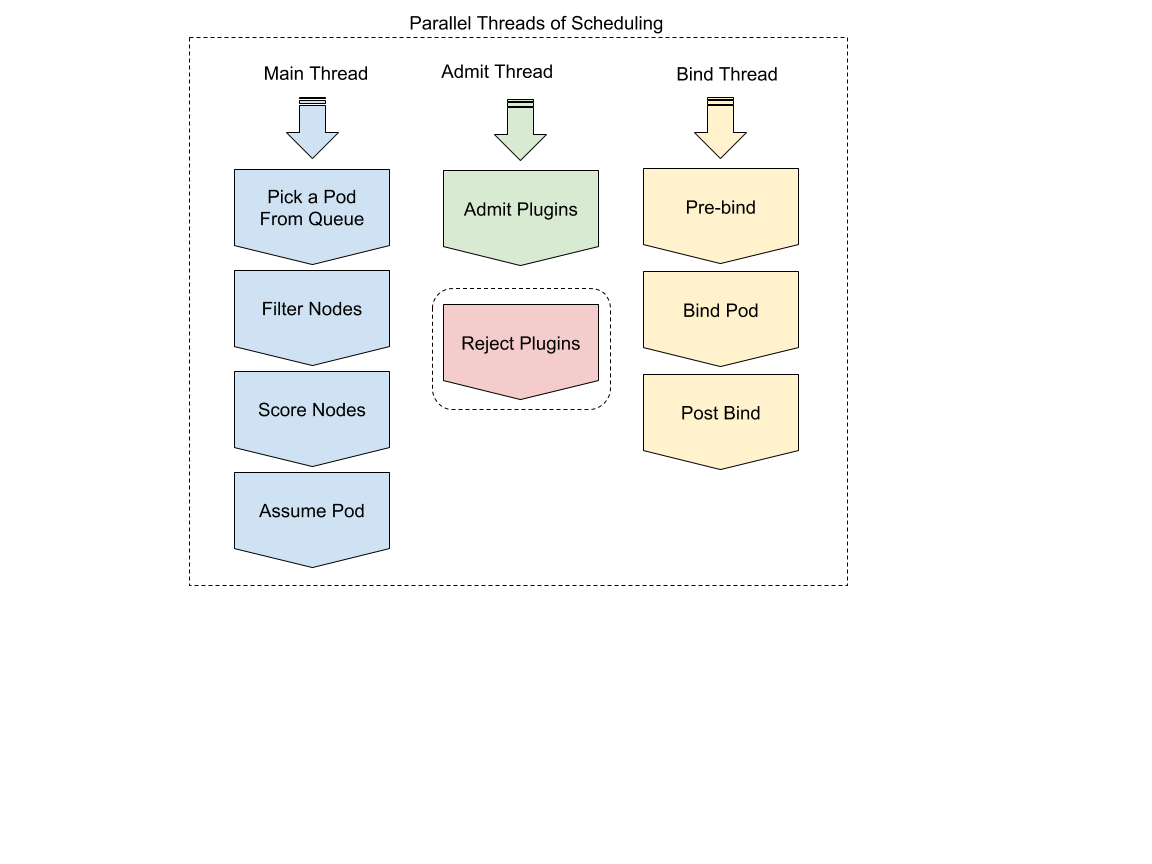 Parallel Threads of Scheduling
Main Thread
Admit Thread
Bind Thread
Pick a Pod
From Queue
Filter Nodes
Score Nodes
Assume Pod
Admit Plugins
Reject Plugins
Pre-bind
Bind Pod
Post Bind